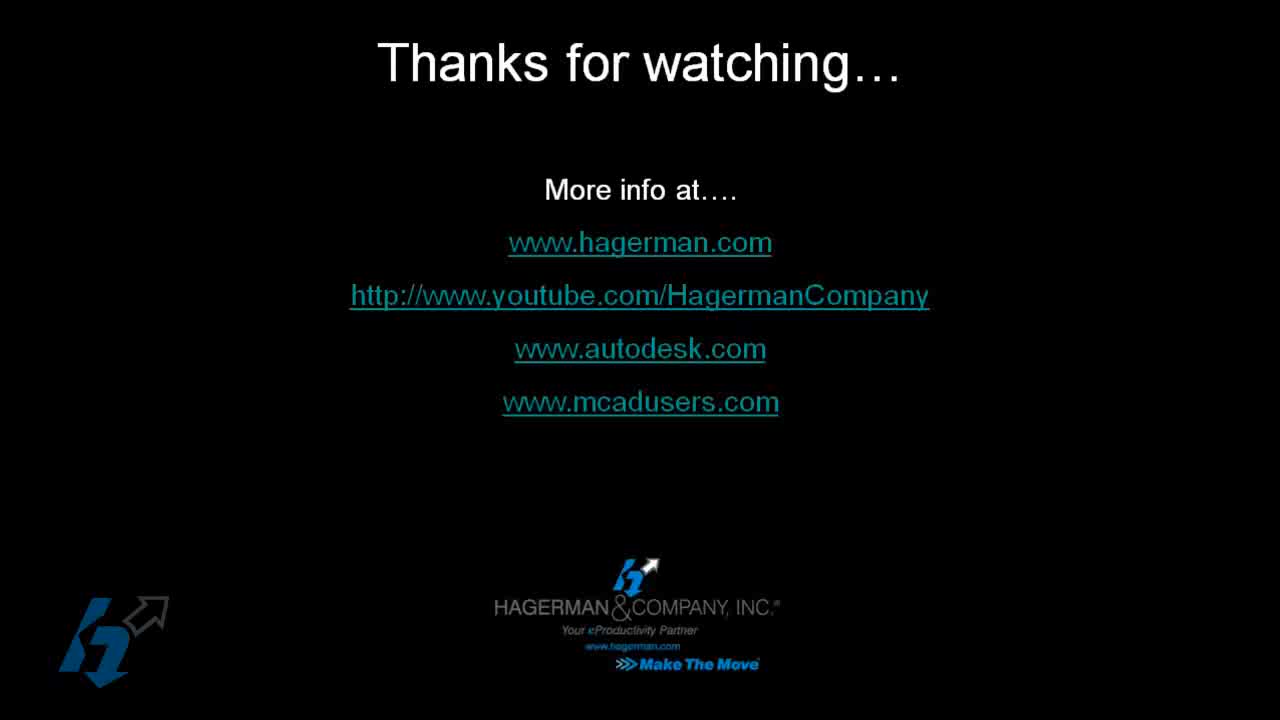 Thanks for watching…
More info at….
www.hagerman.com
http://www.youtube.com/HagermanCompany
www.autodesk.com
www.mcadusers.com
HAGERMAN&COMPANY, INC.®
Your eProductivity Partner
www.hagerman.com
Make The Move